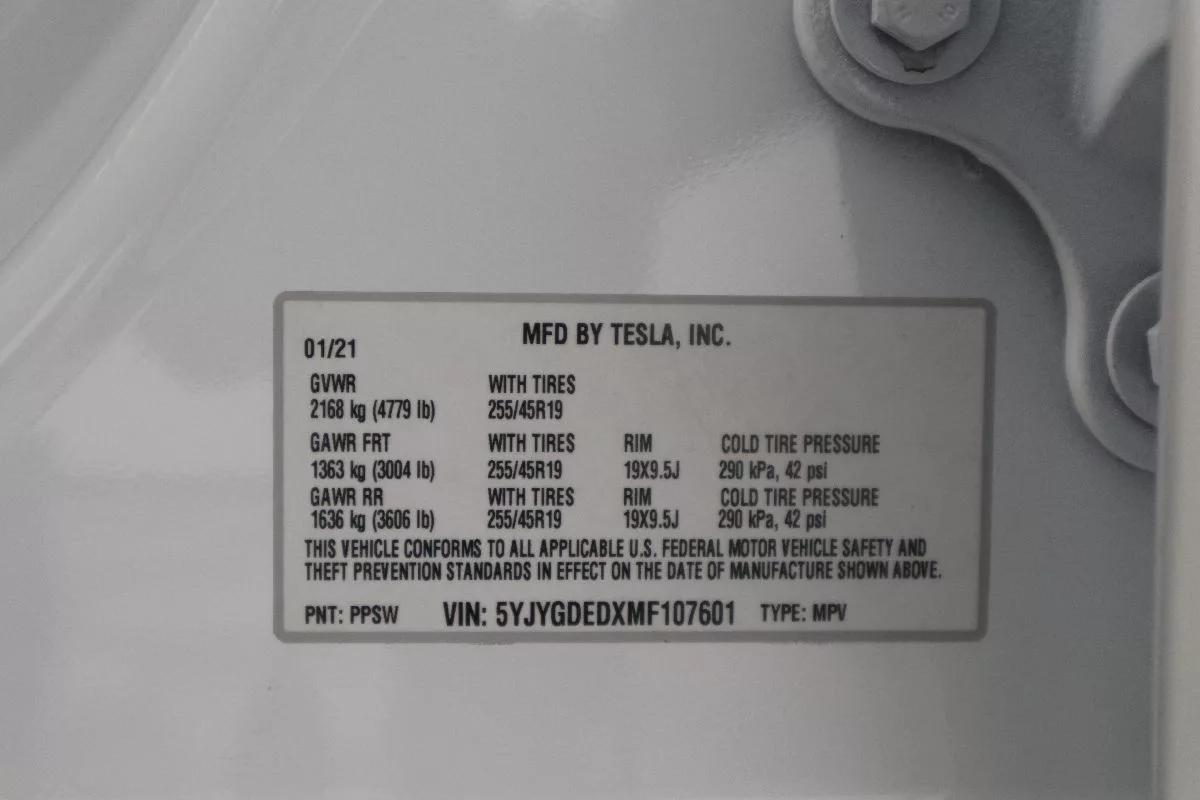 MFD BY TESLA, INC.
01/21
GVWR WITH TIRES
2168 kg (4779 lb) 255/45R19
GAWR FRT WITH TIRES RIM COLD TIRE PRESSURE
1363 kg (3004 lb) 255/45R19 19X9.5J 290 kPa, 42 psi
GAWR RR WITH TIRES RIM COLD TIRE PRESSURE
1636 kg (3606 lb) 255/45R19 19X9.5J 290 kPa, 42 psi
THIS VEHICLE CONFORMS TO ALL APPLICABLE U.S. FEDERAL MOTOR VEHICLE SAFETY AND
THEFT PREVENTION STANDARDS IN EFFECT ON THE DATE OF MANUFACTURE SHOWN ABOVE.
PNT: PPSW VIN: 5YJYGDEDXMF107601 TYPE: MPV